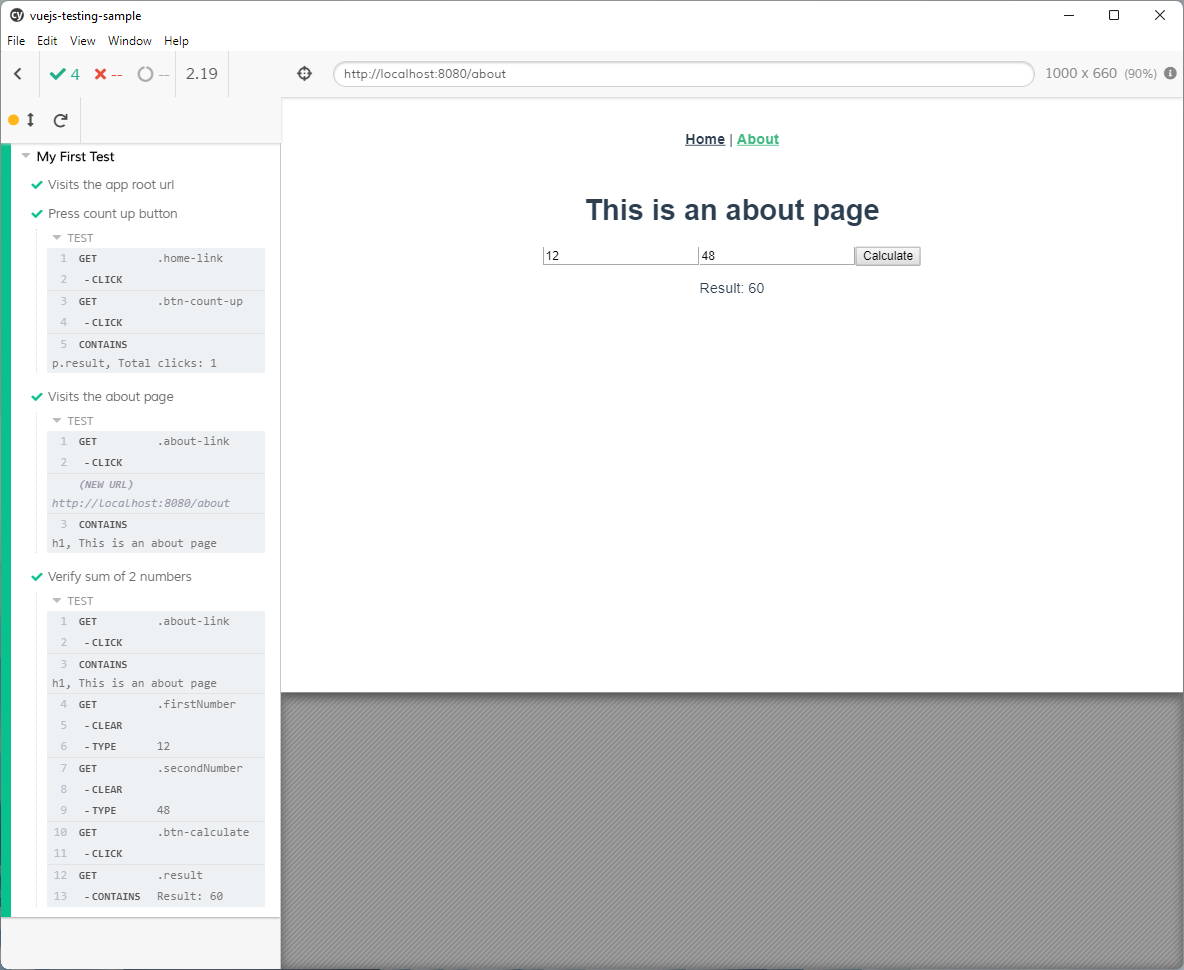 cy vuejs-testing-sample
File Edit View Window Help
4 -- -- 2.19
http://localhost:8080/about
1000 x 660 (90%) i
My First Test
Visits the app root url
Press count up button
TEST
1 GET .home-link
2 -CLICK
3 GET .btn-count-up
4 -CLICK
5 CONTAINS
p.result, Total clicks: 1
Visits the about page
TEST
1 GET .about-link
2 -CLICK
(NEW URL)
http://localhost:8080/about
3 CONTAINS
h1, This is an about page
Verify sum of 2 numbers
TEST
1 GET .about-link
2 -CLICK
3 CONTAINS
h1, This is an about page
4 GET .firstNumber
5 -CLEAR
6 -TYPE 12
7 GET .secondNumber
8 -CLEAR
9 -TYPE 48
10 GET .btn-calculate
11 -CLICK
12 GET .result
13 -CONTAINS Result: 60
Home | About
This is an about page
12 48 Calculate
Result: 60